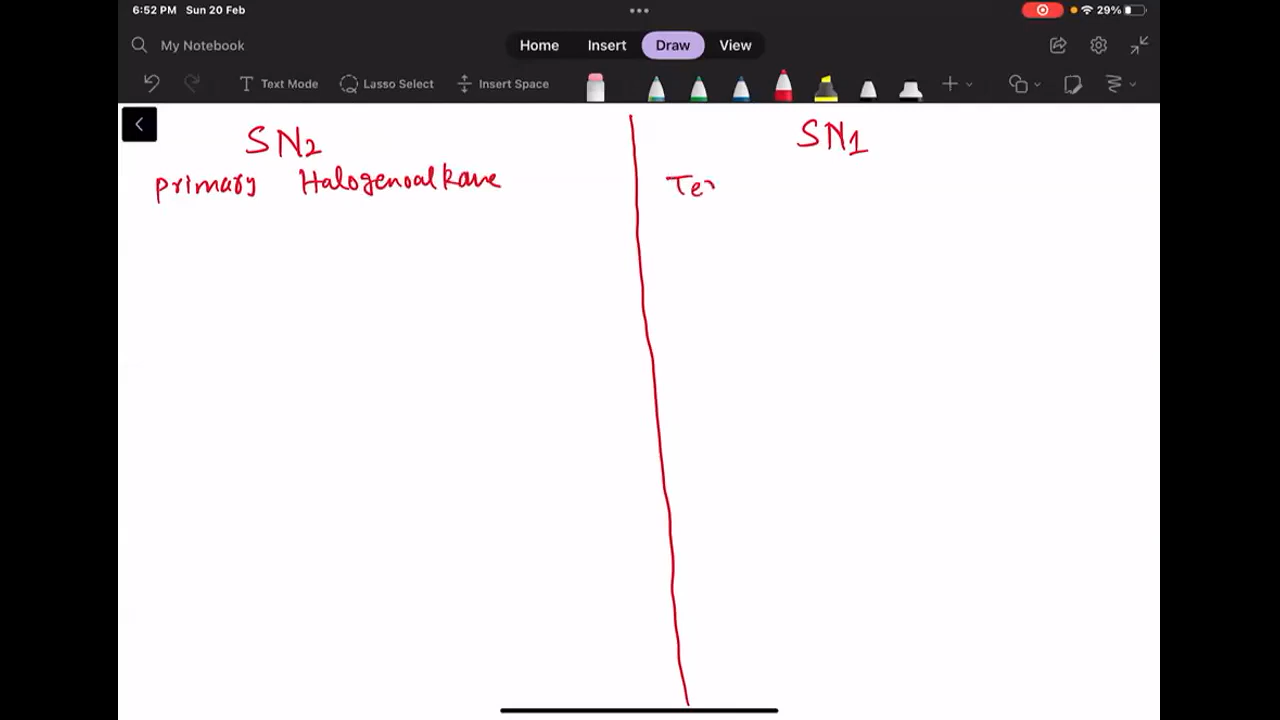 6:52 PM Sun 20 Feb
29%
My Notebook
Home Insert Draw View
Text Mode Lasso Select Insert Space
SN2
SN1
primary Halogenoalkane
Ter